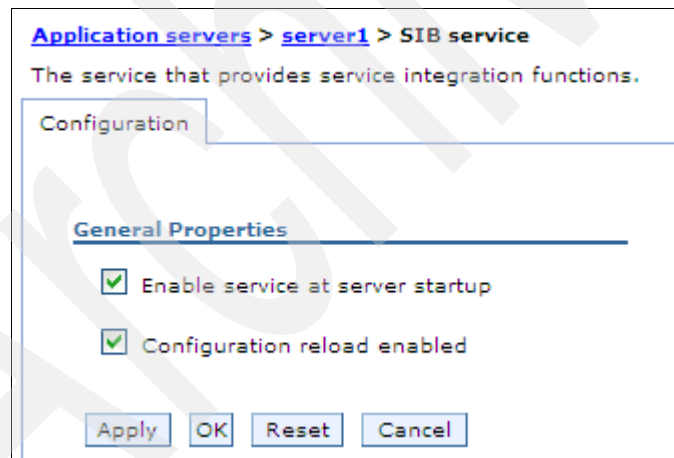 Application servers > server1 > SIB service
The service that provides service integration functions.
Configuration
General Properties
Enable service at server startup
Configuration reload enabled
Apply OK Reset Cancel